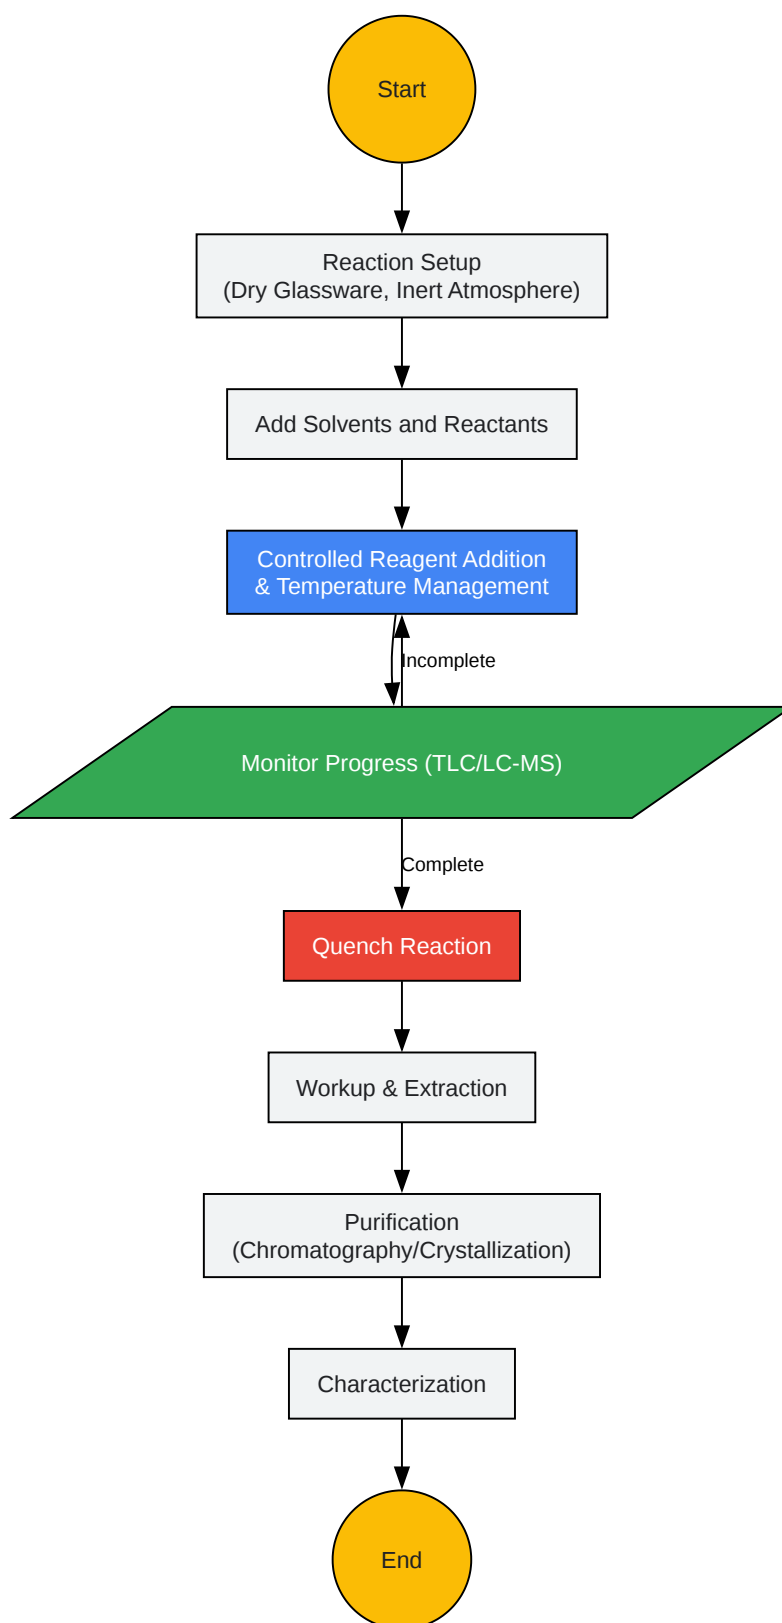 Start
Reaction Setup
(Dry Glassware, Inert Atmosphere)
Add Solvents and Reactants
Controlled Reagent Addition
& Temperature Management
Incomplete
Monitor Progress (TLC/LC-MS)
Complete
Quench Reaction
Workup & Extraction
Purification
(Chromatography/Crystallization)
Characterization
End